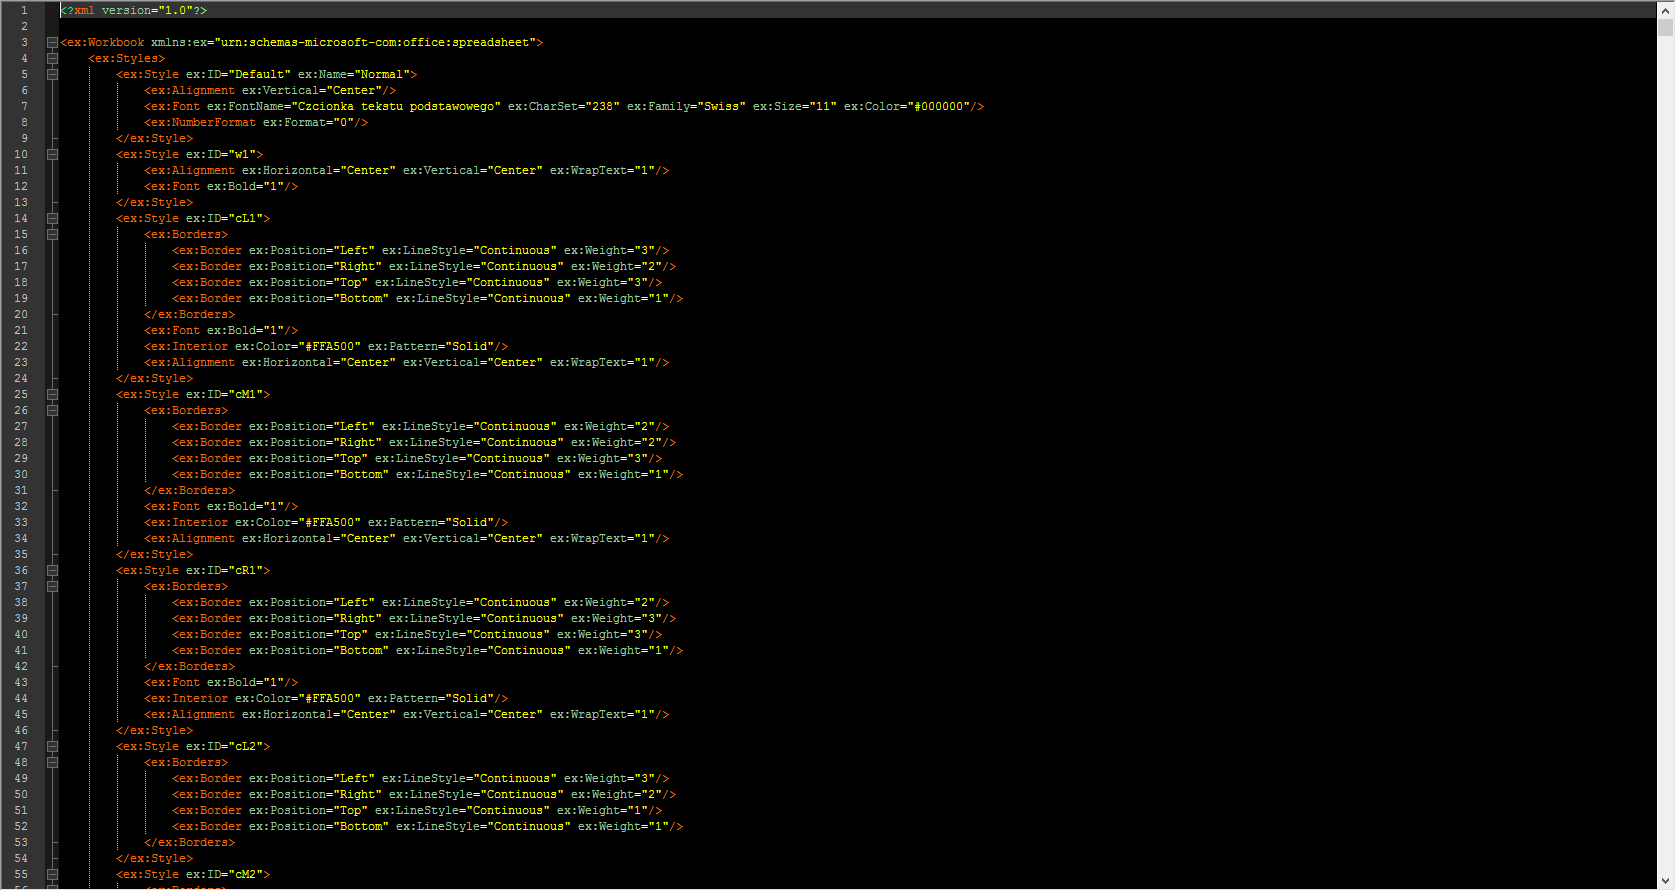 1 <?xml version="1.0"?>
2
3 <ex:Workbook xmlns:ex="urn:schemas-microsoft-com:office:spreadsheet">
4 <ex:Styles>
5 <ex:Style ex:ID="Default" ex:Name="Normal">
6 <ex:Alignment ex:Vertical="Center"/>
7 <ex:Font ex:FontName="Czcionka tekstu podstawowego" ex:CharSet="238" ex:Family="Swiss" ex:Size="11" ex:Color="#000000"/>
8 <ex:NumberFormat ex:Format="0"/>
9 </ex:Style>
10 <ex:Style ex:ID="w1">
11 <ex:Alignment ex:Horizontal="Center" ex:Vertical="Center" ex:WrapText="1"/>
12 <ex:Font ex:Bold="1"/>
13 </ex:Style>
14 <ex:Style ex:ID="cL1">
15 <ex:Borders>
16 <ex:Border ex:Position="Left" ex:LineStyle="Continuous" ex:Weight="3"/>
17 <ex:Border ex:Position="Right" ex:LineStyle="Continuous" ex:Weight="2"/>
18 <ex:Border ex:Position="Top" ex:LineStyle="Continuous" ex:Weight="3"/>
19 <ex:Border ex:Position="Bottom" ex:LineStyle="Continuous" ex:Weight="1"/>
20 </ex:Borders>
21 <ex:Font ex:Bold="1"/>
22 <ex:Interior ex:Color="#FFA500" ex:Pattern="Solid"/>
23 <ex:Alignment ex:Horizontal="Center" ex:Vertical="Center" ex:WrapText="1"/>
24 </ex:Style>
25 <ex:Style ex:ID="cM1">
26 <ex:Borders>
27 <ex:Border ex:Position="Left" ex:LineStyle="Continuous" ex:Weight="2"/>
28 <ex:Border ex:Position="Right" ex:LineStyle="Continuous" ex:Weight="2"/>
29 <ex:Border ex:Position="Top" ex:LineStyle="Continuous" ex:Weight="3"/>
30 <ex:Border ex:Position="Bottom" ex:LineStyle="Continuous" ex:Weight="1"/>
31 </ex:Borders>
32 <ex:Font ex:Bold="1"/>
33 <ex:Interior ex:Color="#FFA500" ex:Pattern="Solid"/>
34 <ex:Alignment ex:Horizontal="Center" ex:Vertical="Center" ex:WrapText="1"/>
35 </ex:Style>
36 <ex:Style ex:ID="cR1">
37 <ex:Borders>
38 <ex:Border ex:Position="Left" ex:LineStyle="Continuous" ex:Weight="2"/>
39 <ex:Border ex:Position="Right" ex:LineStyle="Continuous" ex:Weight="3"/>
40 <ex:Border ex:Position="Top" ex:LineStyle="Continuous" ex:Weight="3"/>
41 <ex:Border ex:Position="Bottom" ex:LineStyle="Continuous" ex:Weight="1"/>
42 </ex:Borders>
43 <ex:Font ex:Bold="1"/>
44 <ex:Interior ex:Color="#FFA500" ex:Pattern="Solid"/>
45 <ex:Alignment ex:Horizontal="Center" ex:Vertical="Center" ex:WrapText="1"/>
46 </ex:Style>
47 <ex:Style ex:ID="cL2">
48 <ex:Borders>
49 <ex:Border ex:Position="Left" ex:LineStyle="Continuous" ex:Weight="3"/>
50 <ex:Border ex:Position="Right" ex:LineStyle="Continuous" ex:Weight="2"/>
51 <ex:Border ex:Position="Top" ex:LineStyle="Continuous" ex:Weight="1"/>
52 <ex:Border ex:Position="Bottom" ex:LineStyle="Continuous" ex:Weight="1"/>
53 </ex:Borders>
54 </ex:Style>
55 <ex:Style ex:ID="cM2">